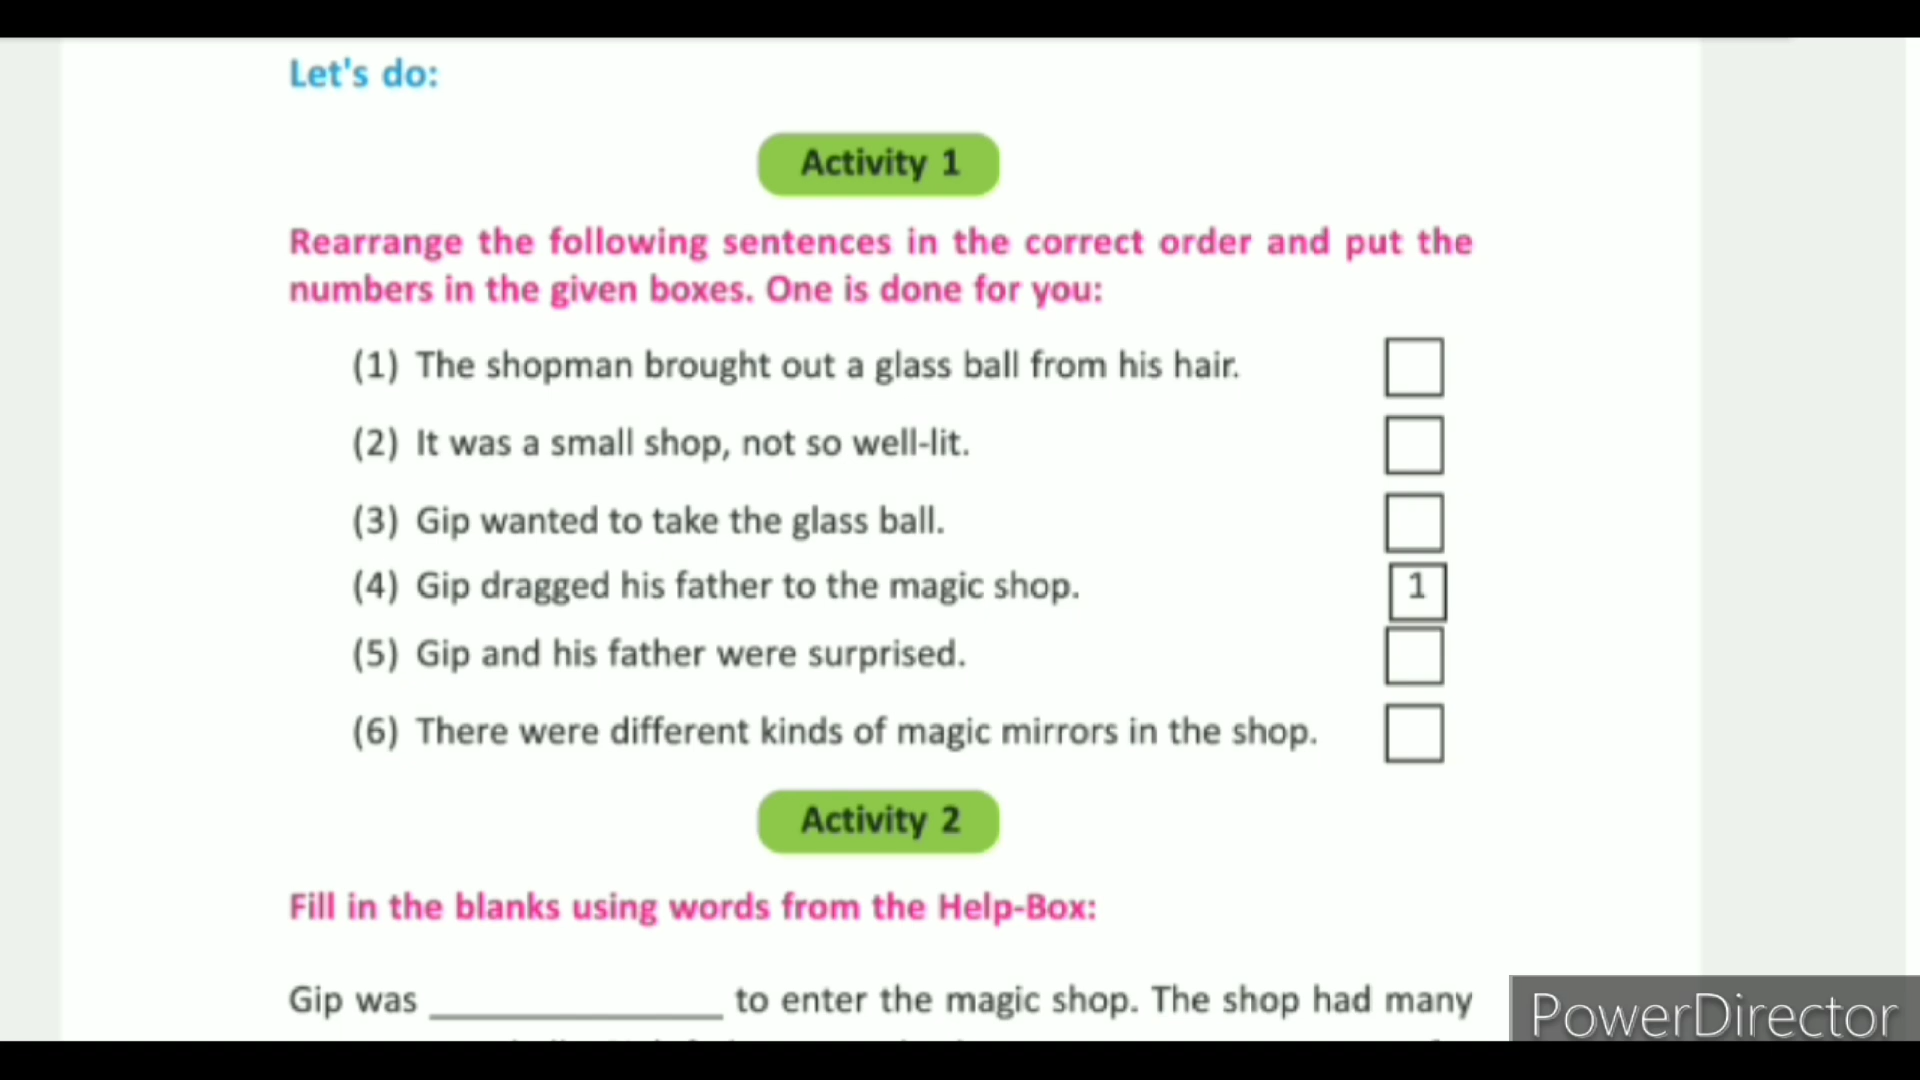 Let's do:
Activity 1
Rearrange the following sentences in the correct order and put the
numbers in the given boxes. One is done for you:
(1) The shopman brought out a glass ball from his hair.
(2) It was a small shop, not so well-lit.
(3) Gip wanted to take the glass ball.
(4) Gip dragged his father to the magic shop. 1
(5) Gip and his father were surprised.
(6) There were different kinds of magic mirrors in the shop.
Activity 2
Fill in the blanks using words from the Help-Box:
Gip was ______________ to enter the magic shop. The shop had many
PowerDirector